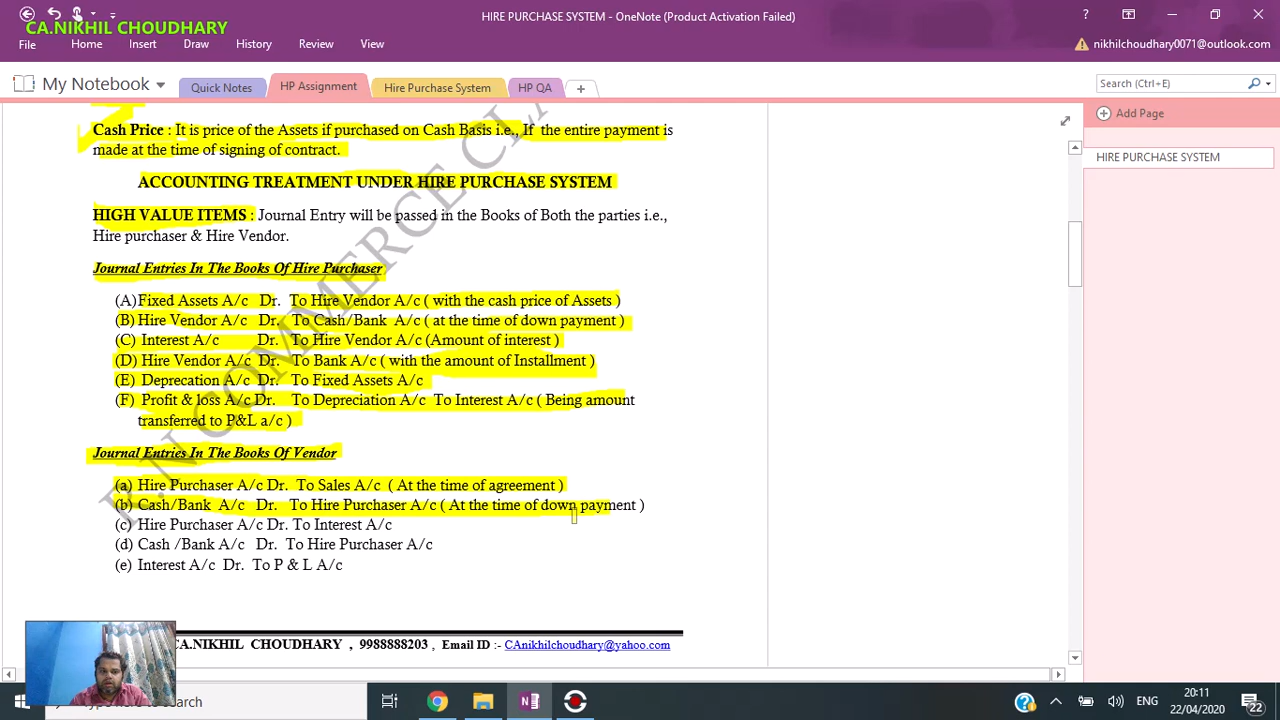 HIRE PURCHASE SYSTEM - OneNote (Product Activation Failed)
CA.NIKHIL CHOUDHARY
File Home Insert Draw History Review View
nikhilchoudhary0071@outlook.com
My Notebook
Quick Notes
HP Assignment
Hire Purchase System
HP QA
Search (Ctrl+E)
Add Page
HIRE PURCHASE SYSTEM
Cash Price : It is price of the Assets if purchased on Cash Basis i.e., If the entire payment is
made at the time of signing of contract.
ACCOUNTING TREATMENT UNDER HIRE PURCHASE SYSTEM
HIGH VALUE ITEMS : Journal Entry will be passed in the Books of Both the parties i.e.,
Hire purchaser & Hire Vendor.
Journal Entries In The Books Of Hire Purchaser
(A)Fixed Assets A/c Dr. To Hire Vendor A/c ( with the cash price of Assets )
(B) Hire Vendor A/c Dr. To Cash/Bank A/c ( at the time of down payment )
(C) Interest A/c Dr. To Hire Vendor A/c (Amount of interest )
(D) Hire Vendor A/c Dr. To Bank A/c ( with the amount of Installment )
(E) Deprecation A/c Dr. To Fixed Assets A/c
(F) Profit & loss A/c Dr. To Depreciation A/c To Interest A/c ( Being amount
transferred to P&L a/c )
Journal Entries In The Books Of Vendor
(a) Hire Purchaser A/c Dr. To Sales A/c ( At the time of agreement )
(b) Cash/Bank A/c Dr. To Hire Purchaser A/c ( At the time of down payment )
(c) Hire Purchaser A/c Dr. To Interest A/c
(d) Cash /Bank A/c Dr. To Hire Purchaser A/c
(e) Interest A/c Dr. To P & L A/c
CA.NIKHIL CHOUDHARY , 9988888203 , Email ID :- CAnikhilchoudhary@yahoo.com
ENG
20:11
22/04/2020
22